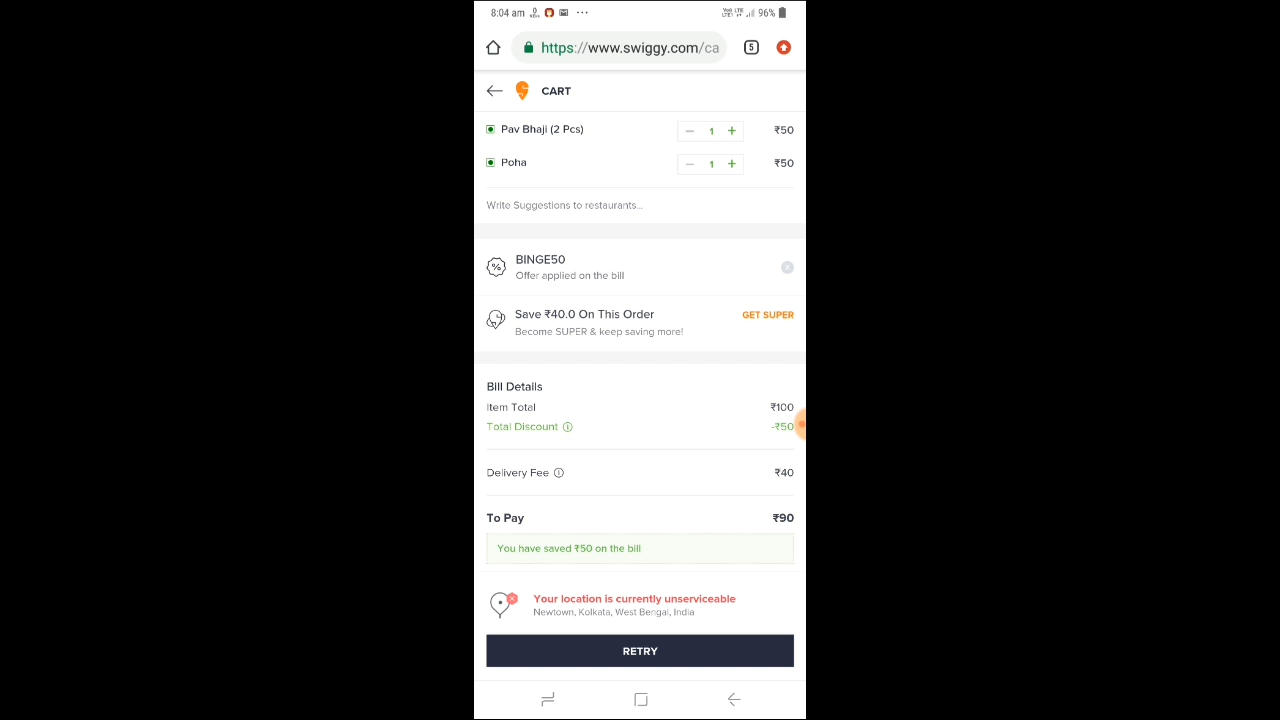 8:04 am 96%
https://www.swiggy.com/ca 5
CART
Pav Bhaji (2 Pcs) 1 ₹50
Poha 1 ₹50
Write Suggestions to restaurants...
BINGE50
Offer applied on the bill
Save ₹40.0 On This Order GET SUPER
Become SUPER & keep saving more!
Bill Details
Item Total ₹100
Total Discount -₹50
Delivery Fee ₹40
To Pay ₹90
You have saved ₹50 on the bill
Your location is currently unserviceable
Newtown, Kolkata, West Bengal, India
RETRY